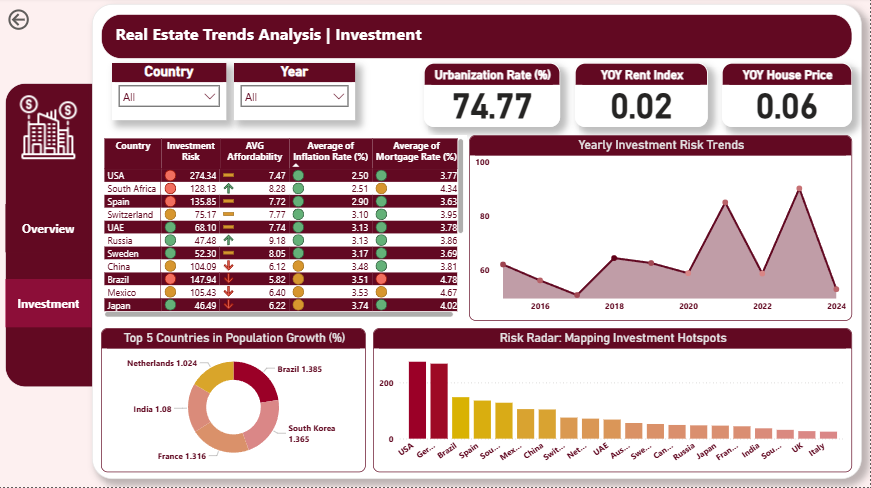 Real Estate Trends Analysis | Investment
Country
All
Year
All
Urbanization Rate (%)
74.77
YOY Rent Index
0.02
YOY House Price
0.06
Overview
Investment
Country Investment Risk AVG Affordability Average of Inflation Rate (%) Average of Mortgage Rate (%)
USA 274.34 7.47 2.50 3.77
South Africa 128.13 8.28 2.51 4.34
Spain 135.85 7.72 2.90 3.63
Switzerland 75.17 7.77 3.10 3.95
UAE 68.10 7.74 3.13 3.78
Russia 47.48 9.18 3.13 3.86
Sweden 52.30 8.05 3.17 3.69
China 104.09 6.12 3.48 3.81
Brazil 147.94 5.82 3.51 4.78
Mexico 105.43 6.40 3.53 4.67
Japan 46.49 6.22 3.74 4.02
Yearly Investment Risk Trends
100
80
60
2016 2018 2020 2022 2024
Top 5 Countries in Population Growth (%)
Netherlands 1.024
Brazil 1.385
India 1.08
South Korea
1.365
France 1.316
Risk Radar: Mapping Investment Hotspots
200
0
USA Ger... Brazil Spain Sou... Mex... China Swit... Net... UAE Aus... Swe... Can... Russia Japan Fran... India Sou... UK Italy